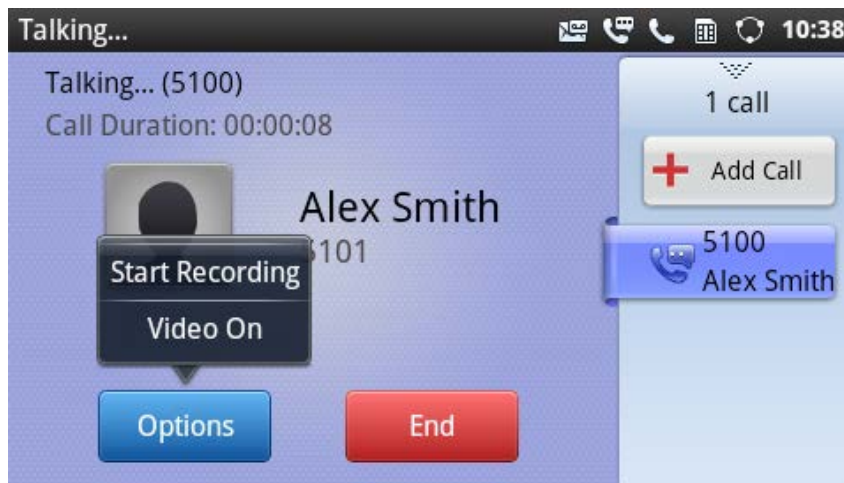 Talking...
10:38
Talking... (5100)
Call Duration: 00:00:08
Alex Smith
5101
Start Recording
Video On
Options
End
1 call
Add Call
5100
Alex Smith